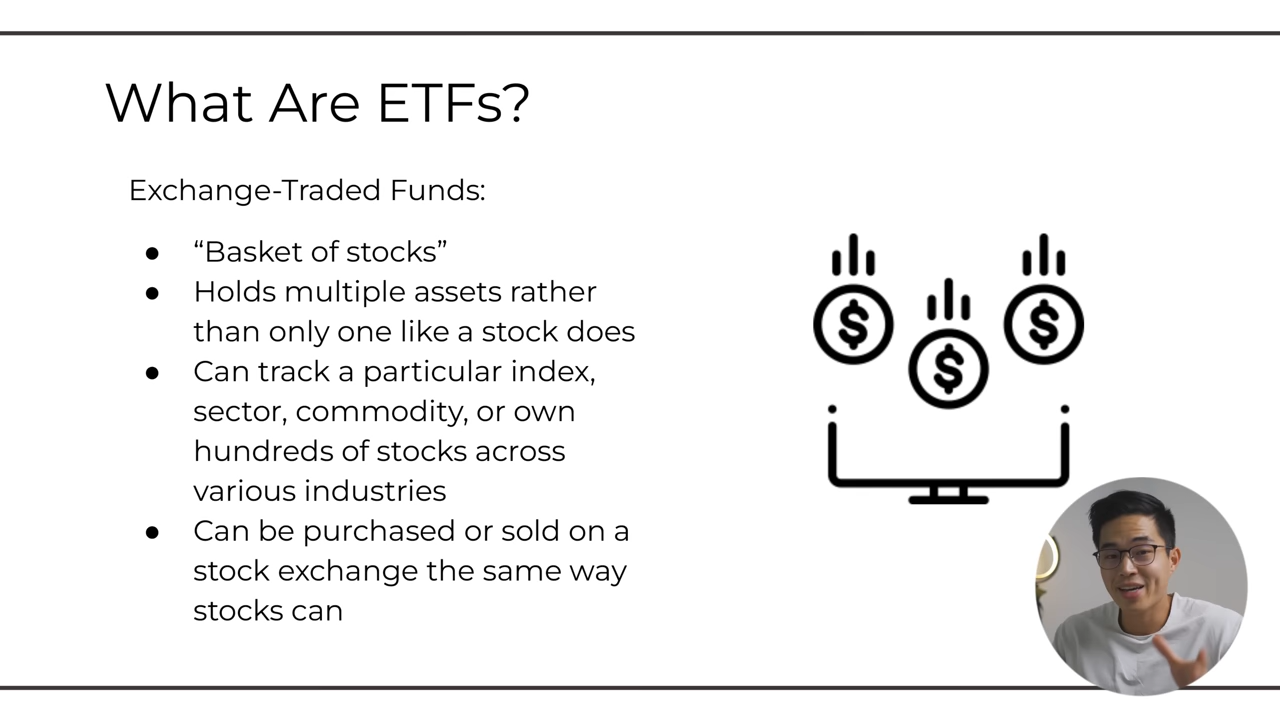 What Are ETFs?
Exchange-Traded Funds:
● “Basket of stocks”
● Holds multiple assets rather
than only one like a stock does
● Can track a particular index,
sector, commodity, or own
hundreds of stocks across
various industries
● Can be purchased or sold on a
stock exchange the same way
stocks can
$ $ $